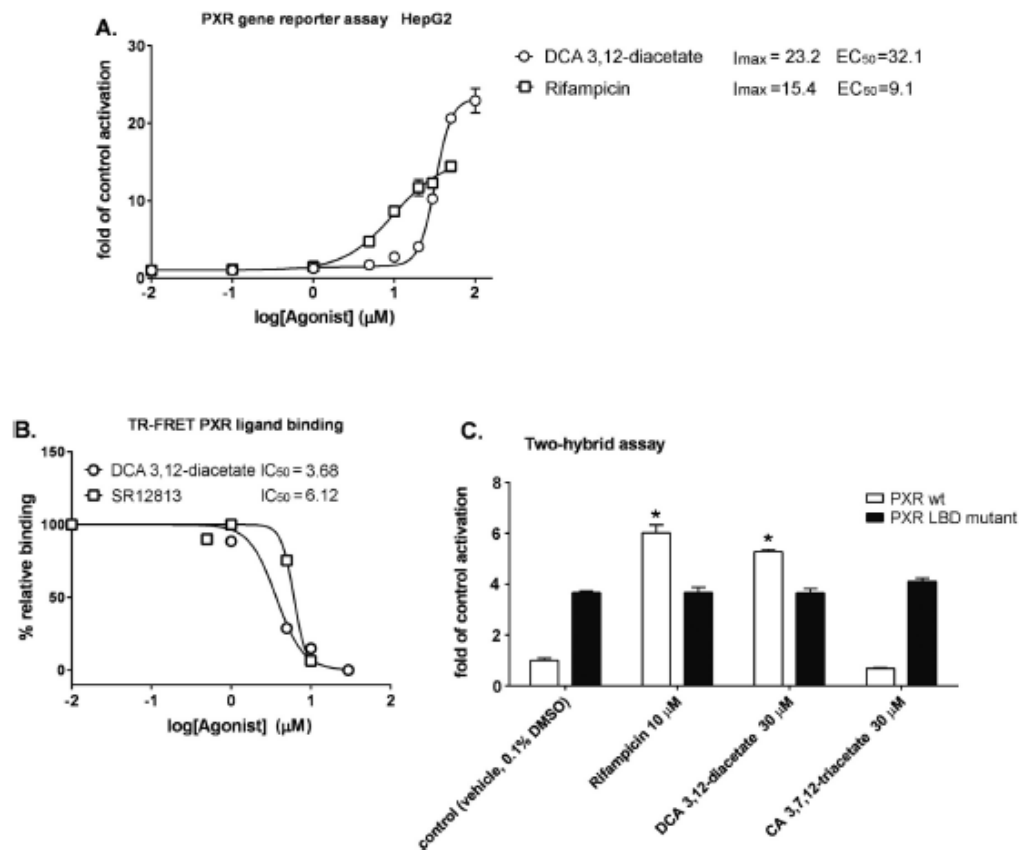 A.
PXR gene reporter assay HepG2
DCA 3,12-diacetate Imax = 23.2 EC50=32.1
Rifampicin Imax =15.4 EC50=9.1
fold of control activation
30
20
10
0
-2 -1 0 1 2
log[Agonist] (μM)
B.
TR-FRET PXR ligand binding
DCA 3,12-diacetate IC50 = 3.68
SR12813 IC50 = 6.12
% relative binding
150
100
50
0
-2 -1 0 1 2
log[Agonist] (μM)
C.
Two-hybrid assay
PXR wt
PXR LBD mutant
fold of control activation
8
6
4
2
0
* *
control (vehicle, 0.1% DMSO)
Rifampicin 10 μM
DCA 3,12-diacetate 30 μM
CA 3,7,12-triacetate 30 μM